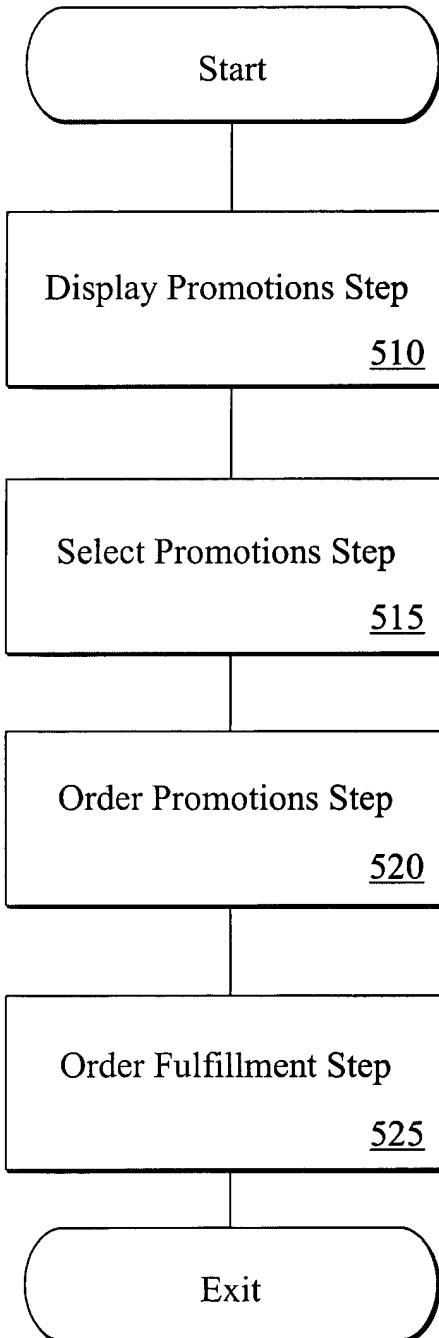 Start
Display Promotions Step
510
Select Promotions Step
515
Order Promotions Step
520
Order Fulfillment Step
525
Exit